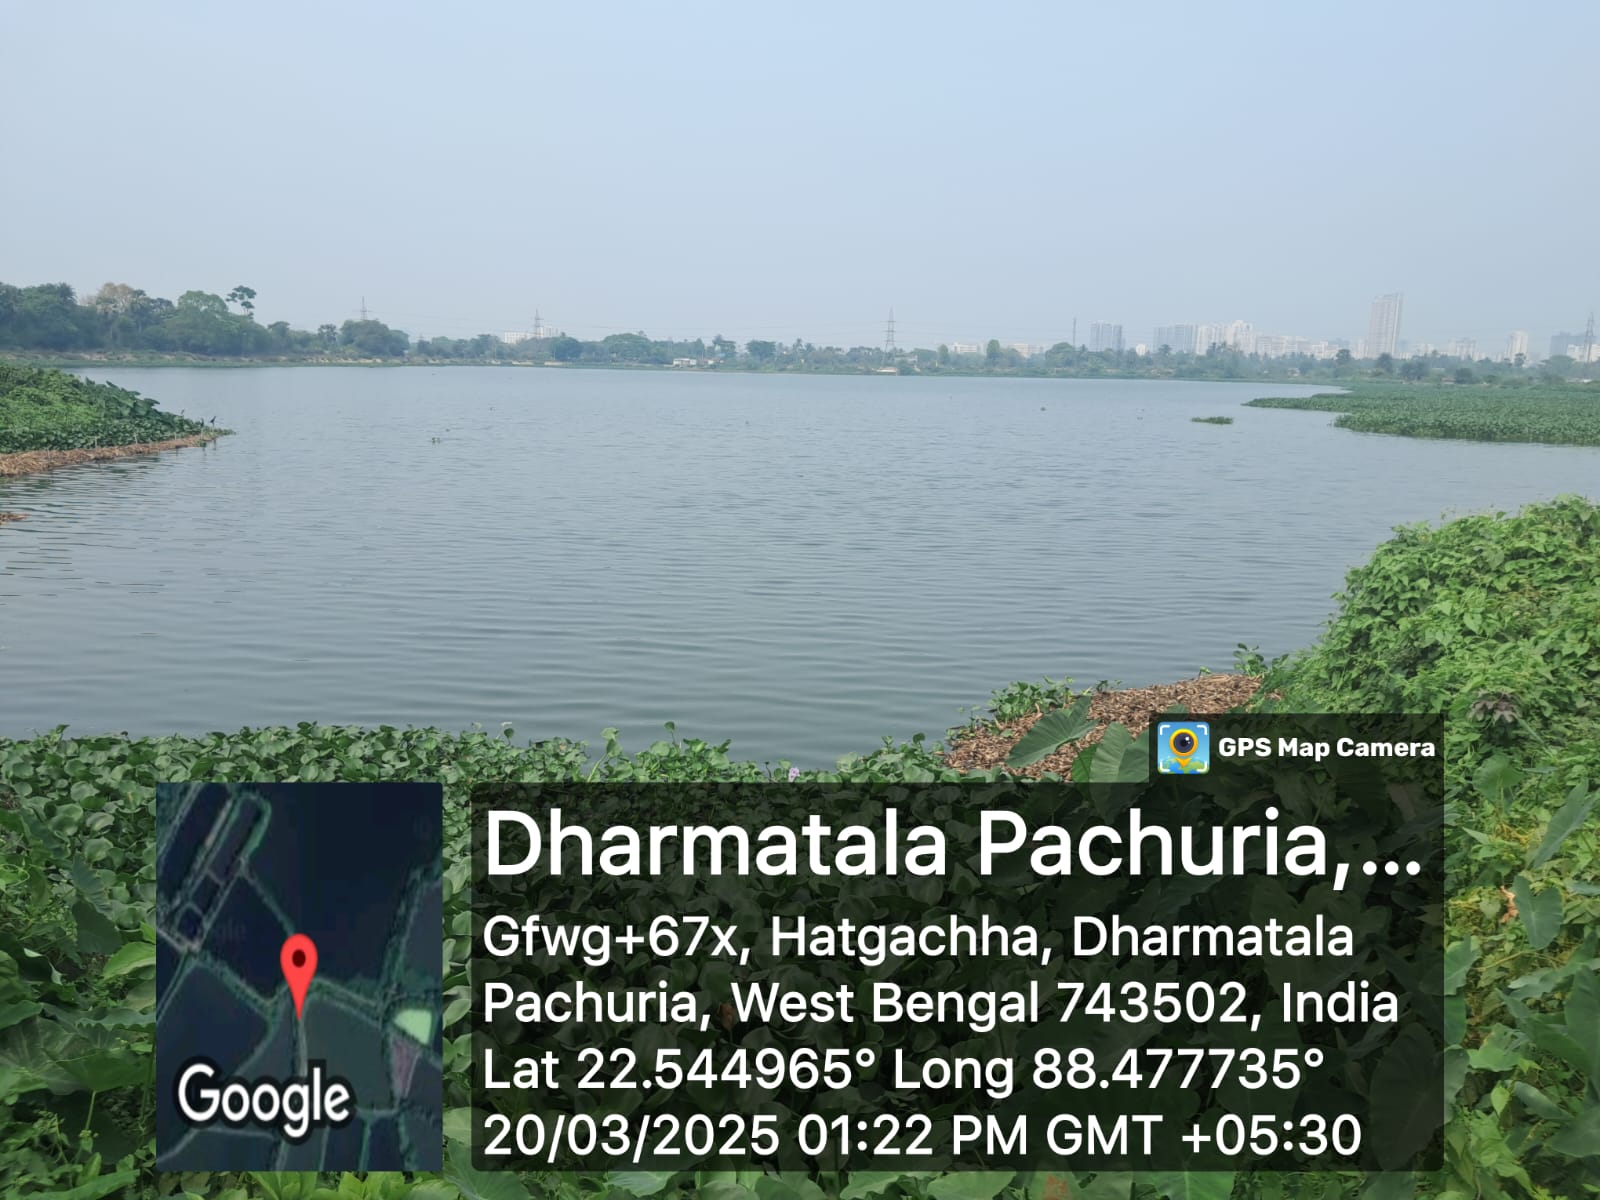 GPS Map Camera
Dharmatala Pachuria,...
Gfwg+67x, Hatgachha, Dharmatala
Pachuria, West Bengal 743502, India
Lat 22.544965° Long 88.477735°
20/03/2025 01:22 PM GMT +05:30
Google